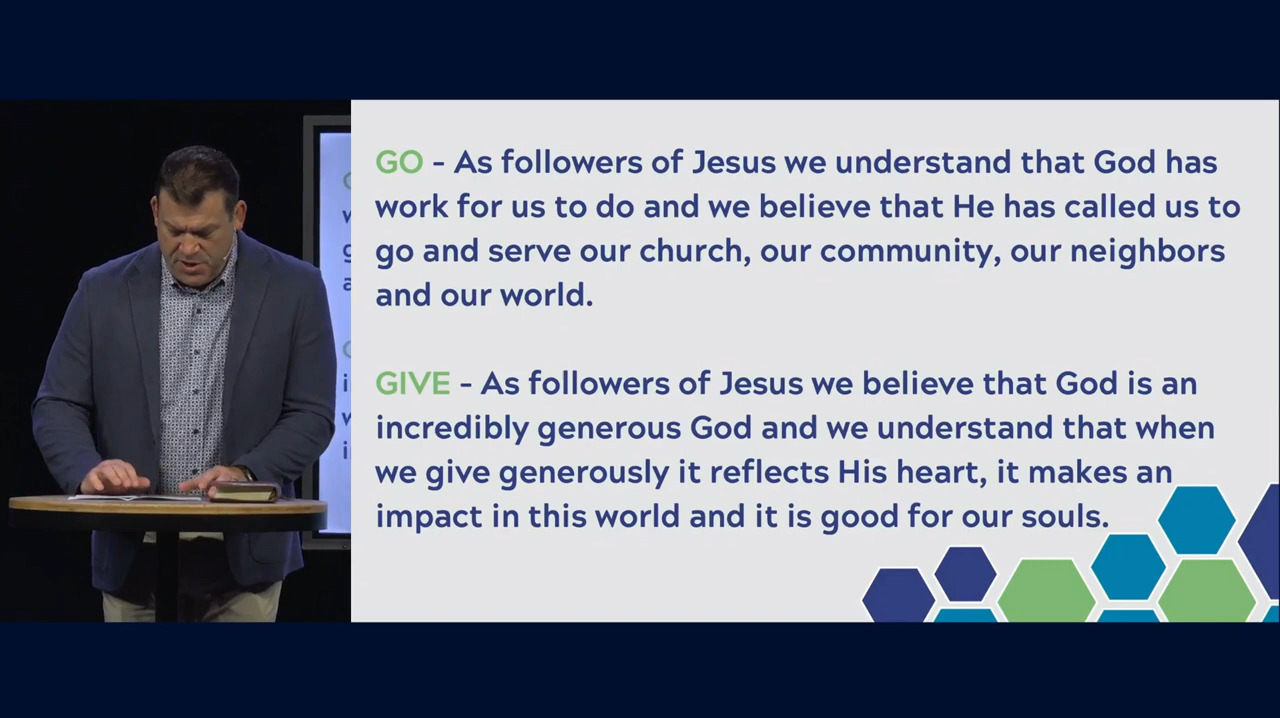 GO - As followers of Jesus we understand that God has
work for us to do and we believe that He has called us to
go and serve our church, our community, our neighbors
and our world.
GIVE - As followers of Jesus we believe that God is an
incredibly generous God and we understand that when
we give generously it reflects His heart, it makes an
impact in this world and it is good for our souls.